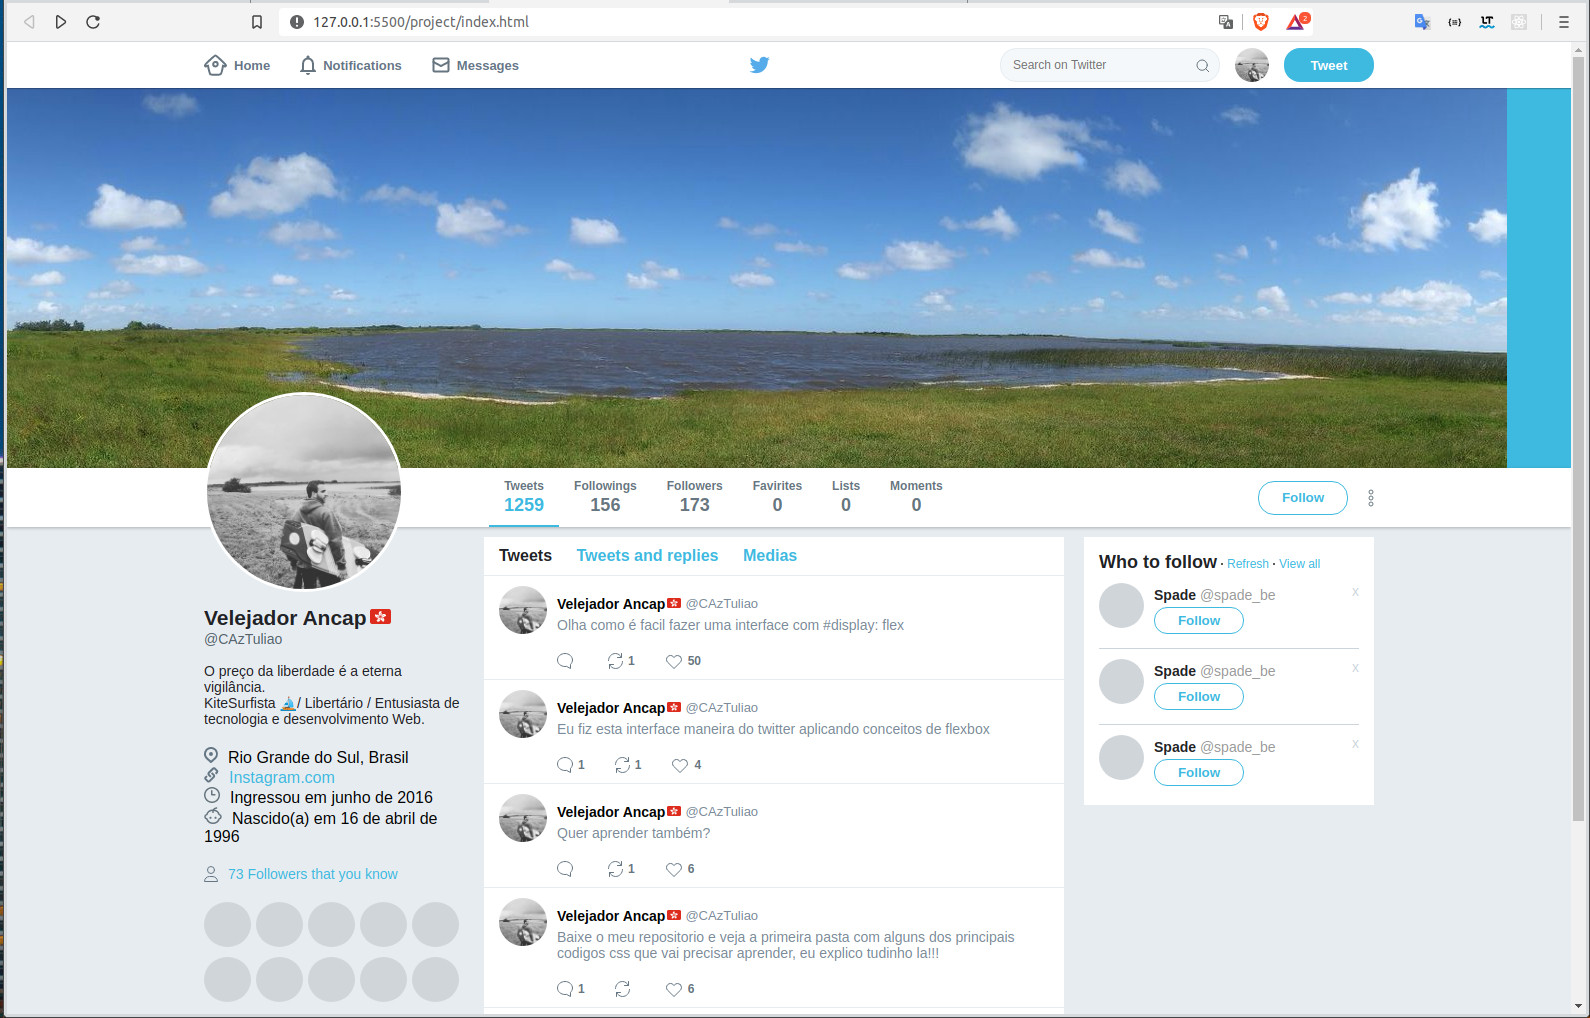 127.0.0.1:5500/project/index.html
2
Home
Notifications
Messages
Search on Twitter
Tweet
Tweets
1259
Followings
156
Followers
173
Favirites
0
Lists
0
Moments
0
Follow
Velejador Ancap
@CAzTuliao
O preço da liberdade é a eterna
vigilância.
KiteSurfista ⛵/ Libertário / Entusiasta de
tecnologia e desenvolvimento Web.
Rio Grande do Sul, Brasil
Instagram.com
Ingressou em junho de 2016
Nascido(a) em 16 de abril de
1996
73 Followers that you know
Tweets Tweets and replies Medias
Velejador Ancap @CAzTuliao
Olha como é facil fazer uma interface com #display: flex
1 50
Velejador Ancap @CAzTuliao
Eu fiz esta interface maneira do twitter aplicando conceitos de flexbox
1 1 4
Velejador Ancap @CAzTuliao
Quer aprender também?
1 6
Velejador Ancap @CAzTuliao
Baixe o meu repositorio e veja a primeira pasta com alguns dos principais
codigos css que vai precisar aprender, eu explico tudinho la!!!
1 6
Who to follow · Refresh · View all
Spade @spade_be x
Follow
Spade @spade_be x
Follow
Spade @spade_be x
Follow